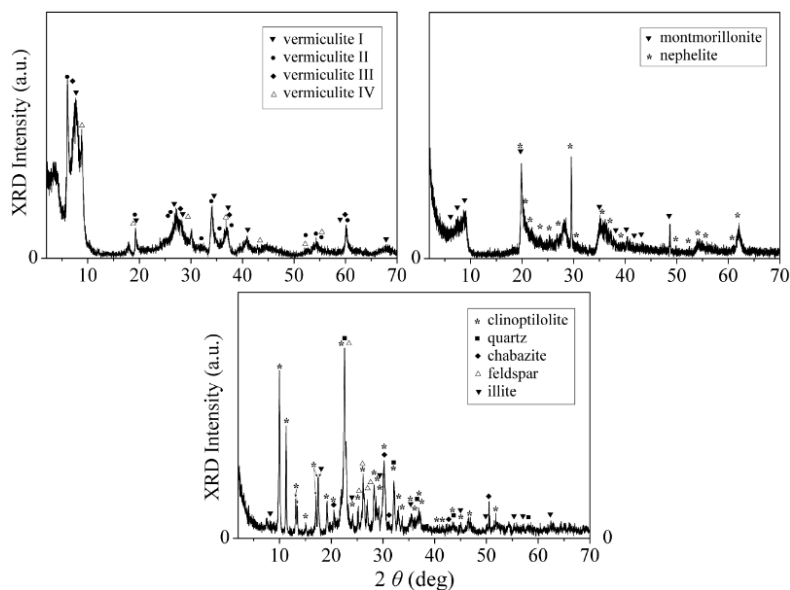 XRD Intensity (a.u.)
▼ vermiculite I
● vermiculite II
◆ vermiculite III
△ vermiculite IV
0
10 20 30 40 50 60 70
▼ montmorillonite
* nephelite
0
10 20 30 40 50 60 70
XRD Intensity (a.u.)
* clinoptilolite
■ quartz
◆ chabazite
△ feldspar
▼ illite
0 0
10 20 30 40 50 60 70
2 θ (deg)